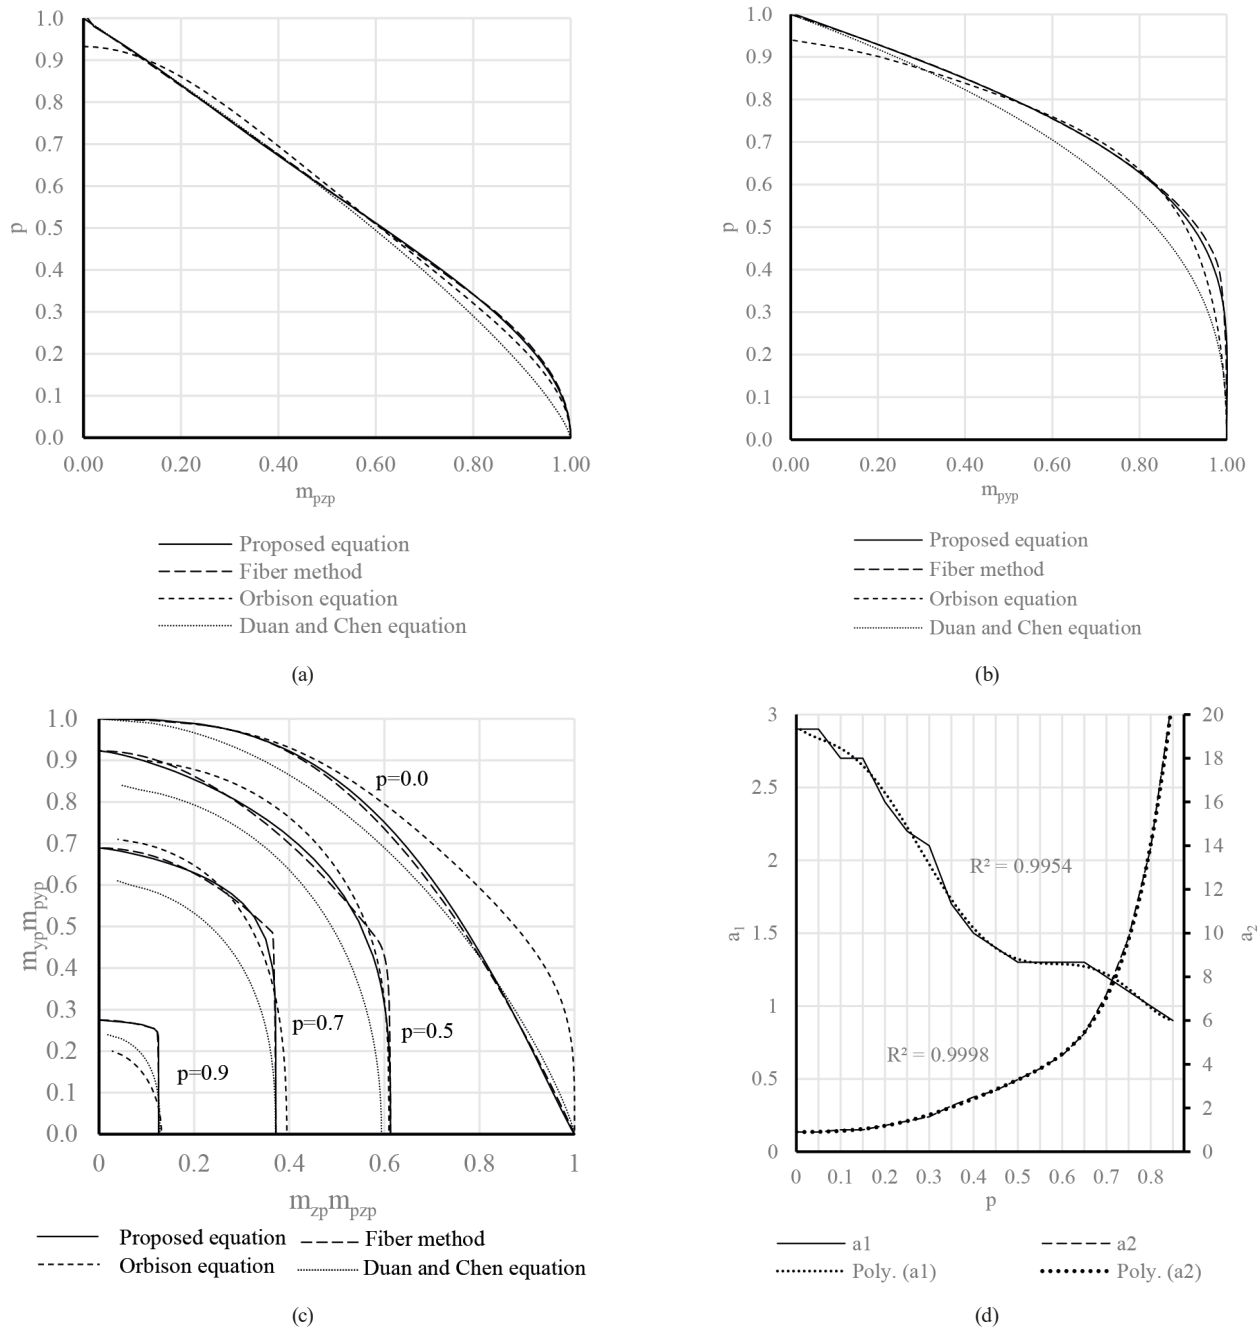 1.0
0.9
0.8
0.7
0.6
0.5
0.4
0.3
0.2
0.1
0.0
p
0.00 0.20 0.40 0.60 0.80 1.00
m_pzp
Proposed equation
Fiber method
Orbison equation
Duan and Chen equation
(a)
1.0
0.9
0.8
0.7
0.6
0.5
0.4
0.3
0.2
0.1
0.0
p
0.00 0.20 0.40 0.60 0.80 1.00
m_pyp
Proposed equation
Fiber method
Orbison equation
Duan and Chen equation
(b)
1.0
0.9
0.8
0.7
0.6
0.5
0.4
0.3
0.2
0.1
0.0
m_yp m_pyp
p=0.0
p=0.7
p=0.5
p=0.9
0 0.2 0.4 0.6 0.8 1
m_zp m_pzp
Proposed equation Fiber method
Orbison equation Duan and Chen equation
(c)
3
2.5
2
1.5
1
0.5
0
a_1
R² = 0.9954
R² = 0.9998
20
18
16
14
12
10
8
6
4
2
0
a_2
0 0.1 0.2 0.3 0.4 0.5 0.6 0.7 0.8
p
a1 a2
Poly. (a1) Poly. (a2)
(d)